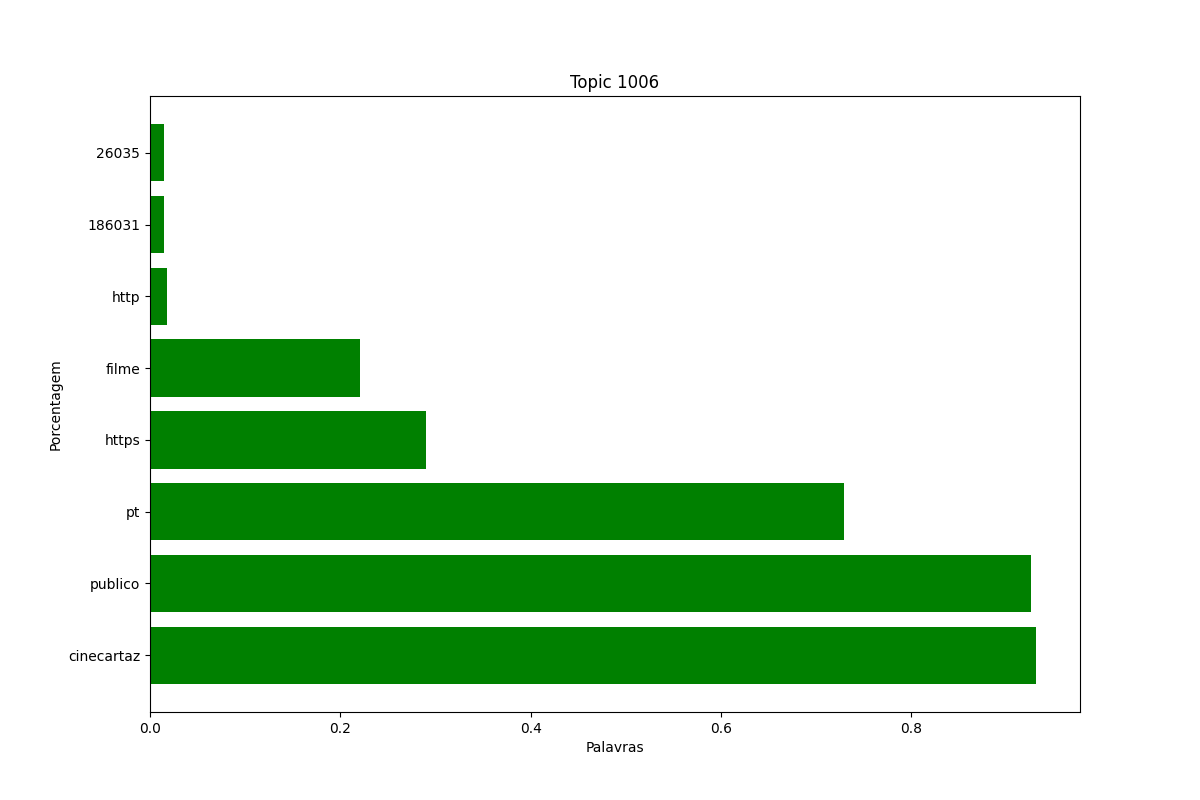 Topic 1006
26035
186031
http
filme
https
pt
publico
cinecartaz
Porcentagem
0.0 0.2 0.4 0.6 0.8
Palavras